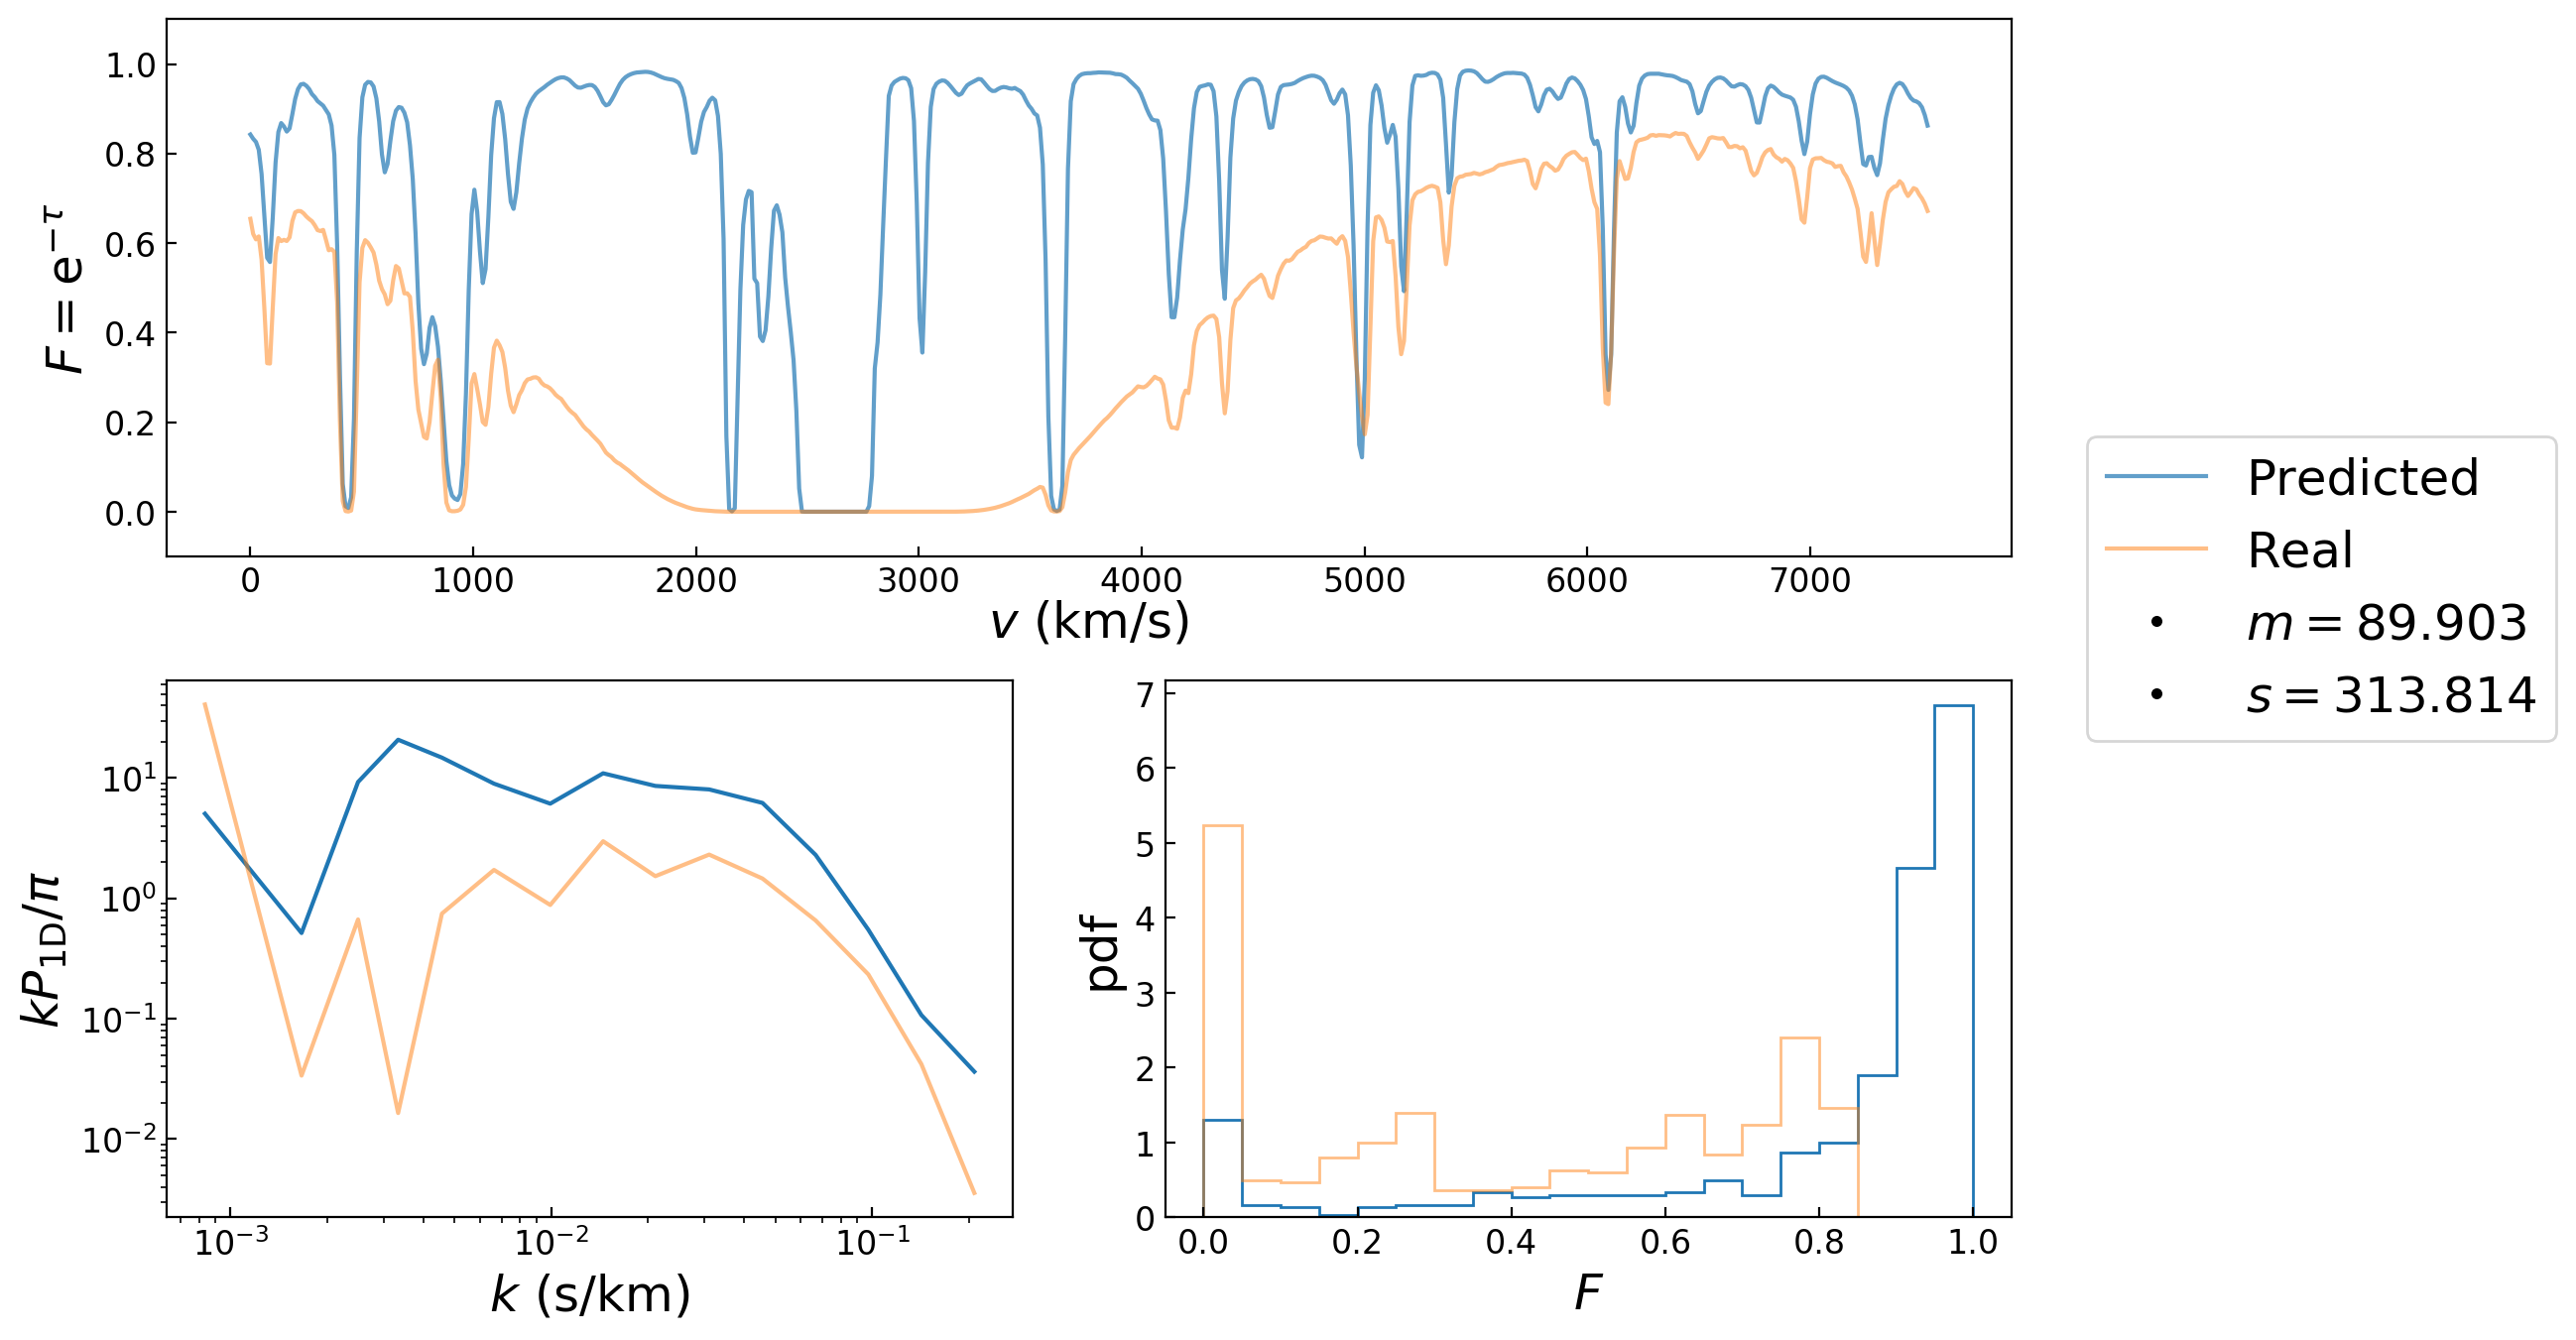 F = e^{−τ}
1.0
0.8
0.6
0.4
0.2
0.0
0 1000 2000 3000 4000 5000 6000 7000
v (km/s)
Predicted
Real
m = 89.903
s = 313.814
kP_{1D}/π
10^{1}
10^{0}
10^{−1}
10^{−2}
10^{−3} 10^{−2} 10^{−1}
k (s/km)
pdf
7
6
5
4
3
2
1
0
0.0 0.2 0.4 0.6 0.8 1.0
F